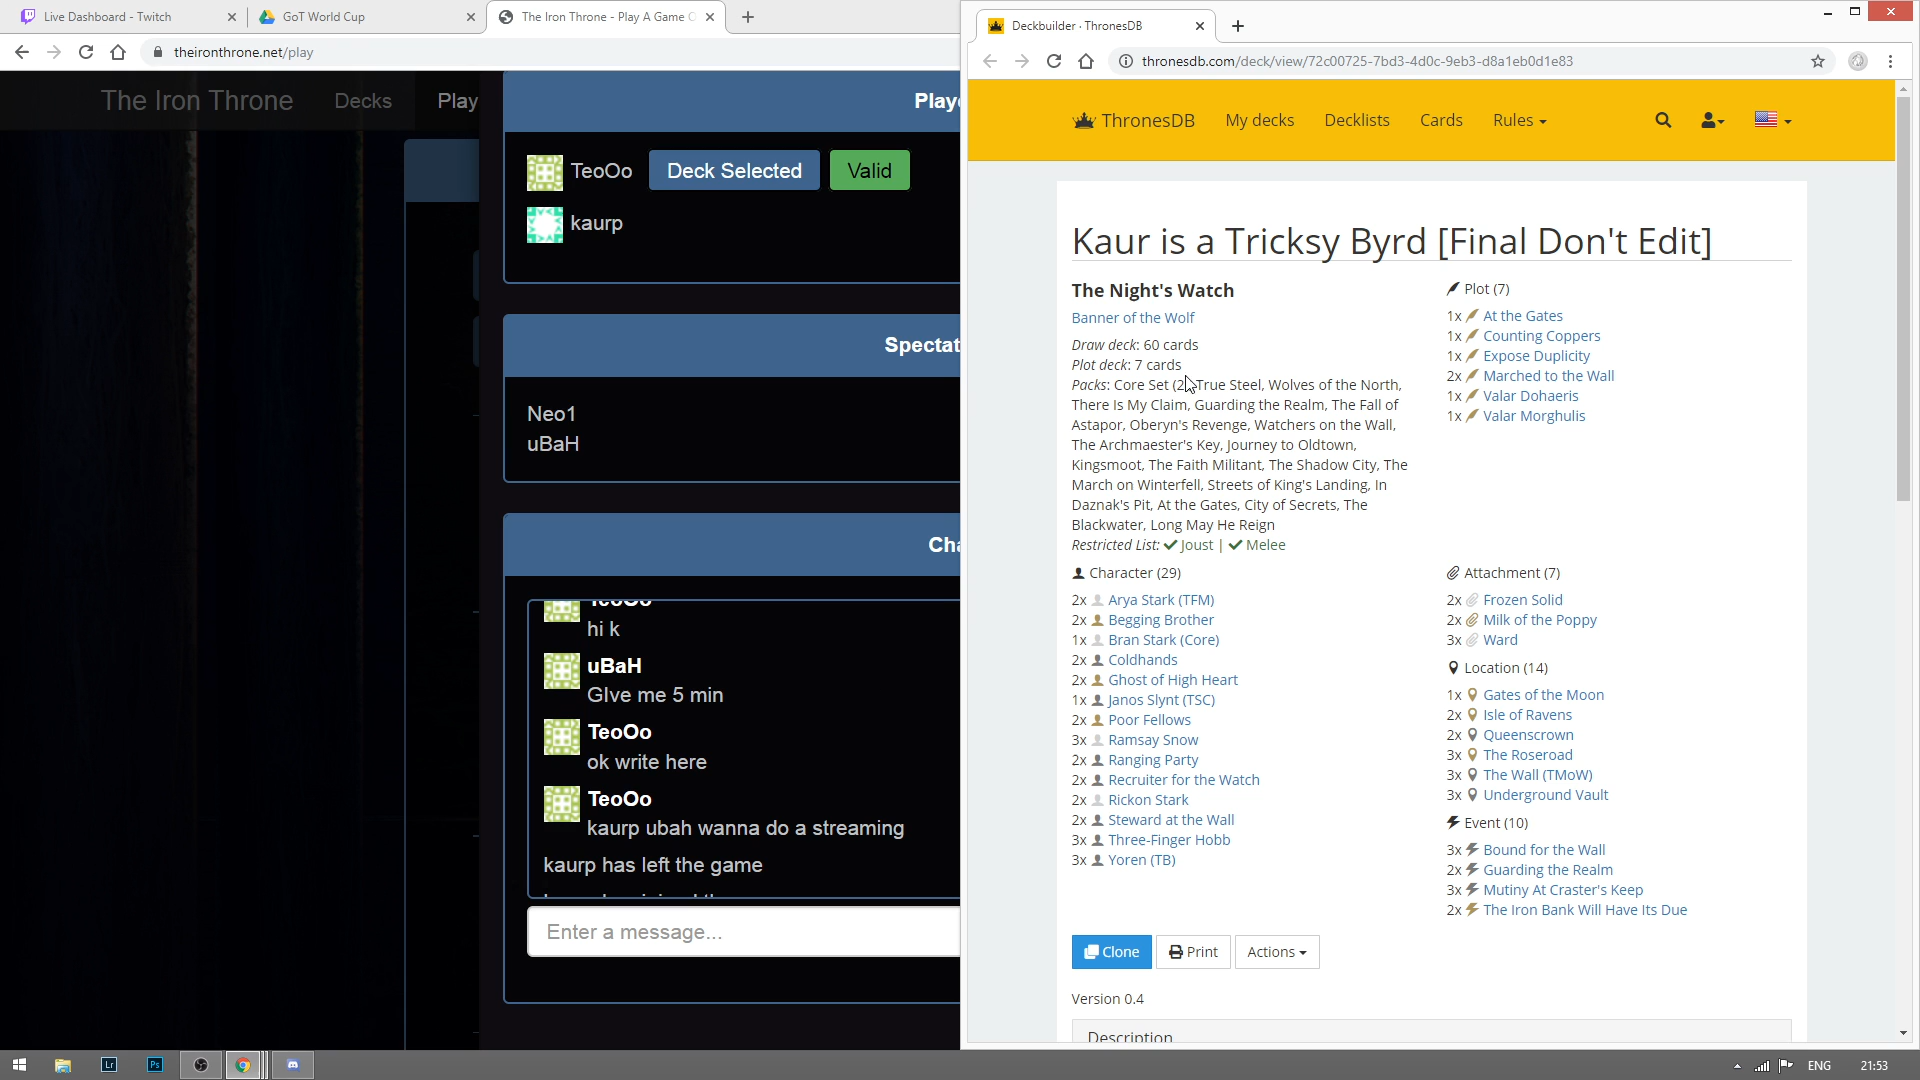 Live Dashboard - Twitch
GoT World Cup
The Iron Throne - Play A Game O
theironthrone.net/play
The Iron Throne
Decks
Play
Playe
TeoOo
Deck Selected
Valid
kaurp
Spectat
Neo1
uBaH
Cha
TeoOo
hi k
uBaH
GIve me 5 min
TeoOo
ok write here
TeoOo
kaurp ubah wanna do a streaming
kaurp has left the game
Enter a message...
Deckbuilder · ThronesDB
thronesdb.com/deck/view/72c00725-7bd3-4d0c-9eb3-d8a1eb0d1e83
ThronesDB
My decks
Decklists
Cards
Rules
Kaur is a Tricksy Byrd [Final Don't Edit]
The Night's Watch
Banner of the Wolf
Draw deck: 60 cards
Plot deck: 7 cards
Packs: Core Set (2), True Steel, Wolves of the North,
There Is My Claim, Guarding the Realm, The Fall of
Astapor, Oberyn's Revenge, Watchers on the Wall,
The Archmaester's Key, Journey to Oldtown,
Kingsmoot, The Faith Militant, The Shadow City, The
March on Winterfell, Streets of King's Landing, In
Daznak's Pit, At the Gates, City of Secrets, The
Blackwater, Long May He Reign
Restricted List: Joust | Melee
Plot (7)
1x At the Gates
1x Counting Coppers
1x Expose Duplicity
2x Marched to the Wall
1x Valar Dohaeris
1x Valar Morghulis
Character (29)
2x Arya Stark (TFM)
2x Begging Brother
1x Bran Stark (Core)
2x Coldhands
2x Ghost of High Heart
1x Janos Slynt (TSC)
2x Poor Fellows
3x Ramsay Snow
2x Ranging Party
2x Recruiter for the Watch
2x Rickon Stark
2x Steward at the Wall
3x Three-Finger Hobb
3x Yoren (TB)
Attachment (7)
2x Frozen Solid
2x Milk of the Poppy
3x Ward
Location (14)
1x Gates of the Moon
2x Isle of Ravens
2x Queenscrown
3x The Roseroad
3x The Wall (TMoW)
3x Underground Vault
Event (10)
3x Bound for the Wall
2x Guarding the Realm
3x Mutiny At Craster's Keep
2x The Iron Bank Will Have Its Due
Clone
Print
Actions
Version 0.4
Description
Lr
Ps
ENG
21:53